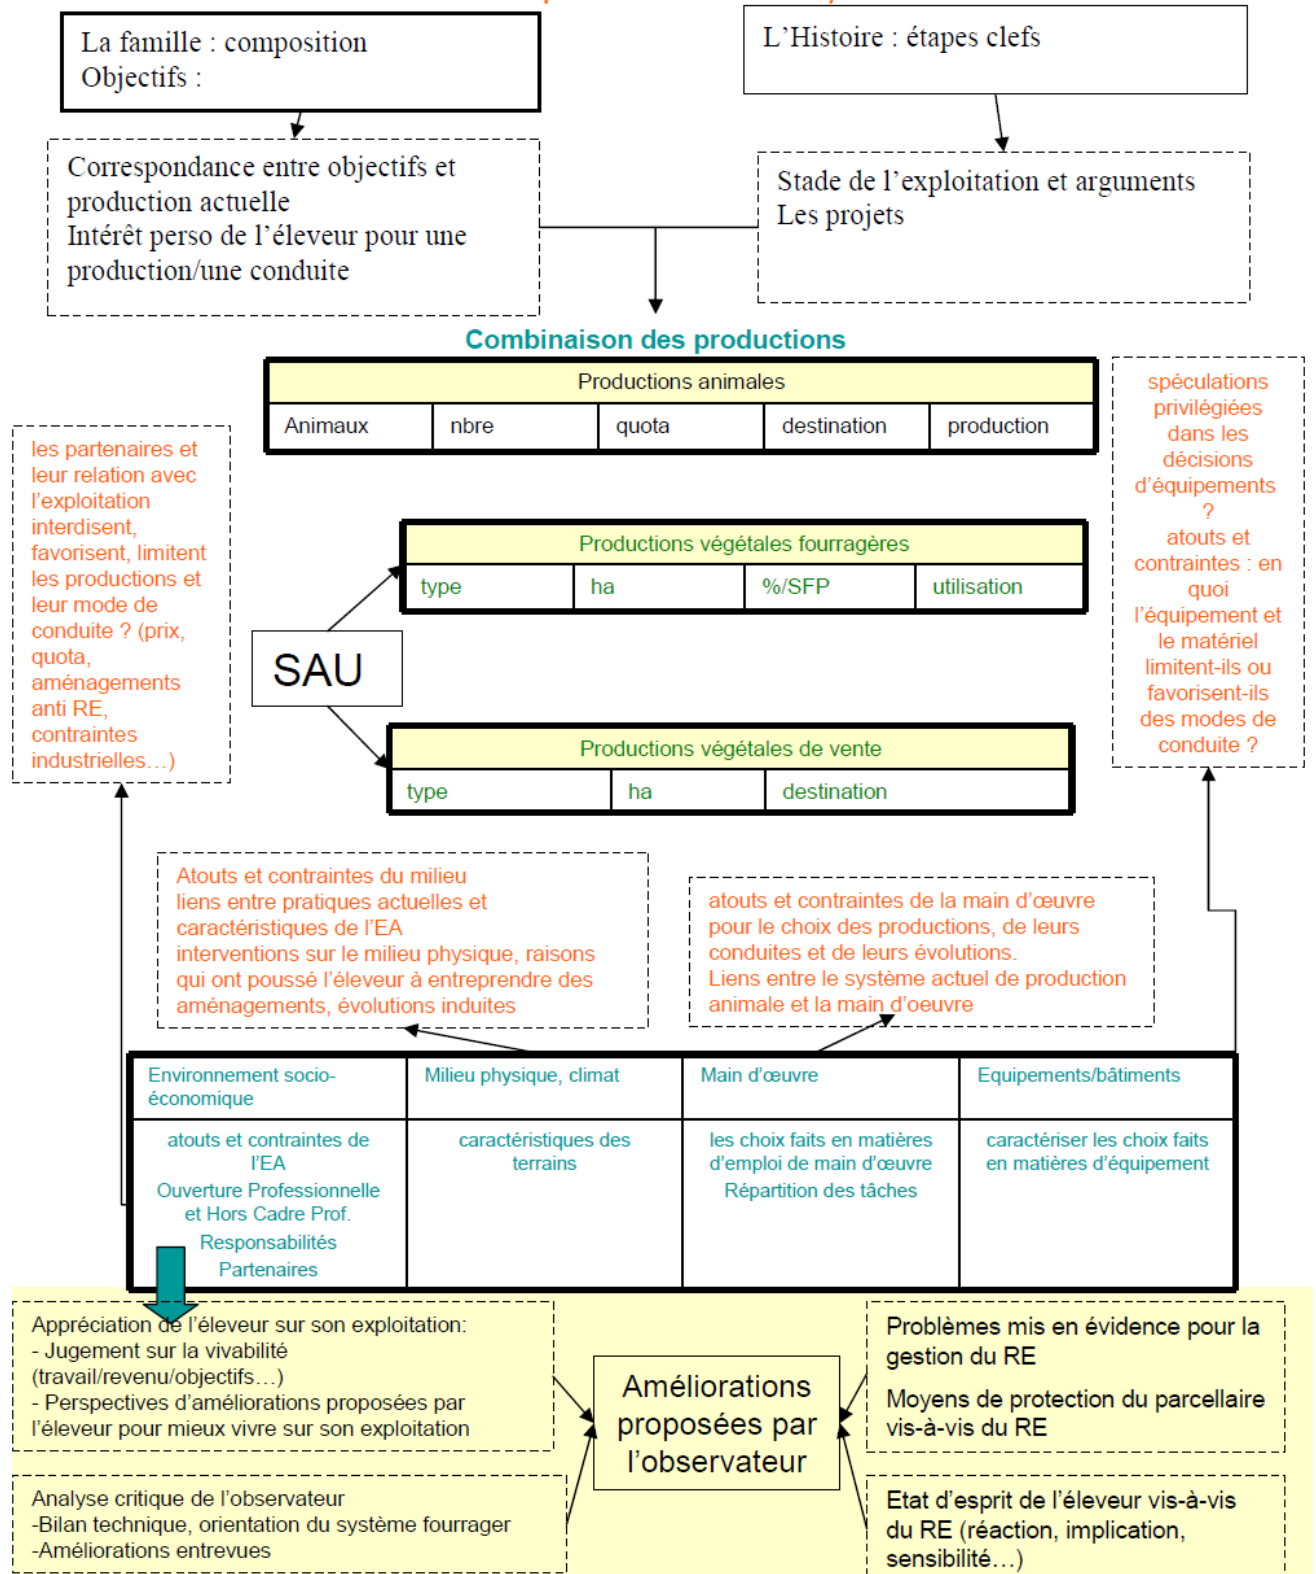 La famille : composition
Objectifs :
L’Histoire : étapes clefs
Correspondance entre objectifs et
production actuelle
Intérêt perso de l’éleveur pour une
production/une conduite
Stade de l’exploitation et arguments
Les projets
Combinaison des productions
Productions animales
Animaux nbre quota destination production
les partenaires et
leur relation avec
l’exploitation
interdisent,
favorisent, limitent
les productions et
leur mode de
conduite ? (prix,
quota,
aménagements
anti RE,
contraintes
industrielles…)
spéculations
privilégiées
dans les
décisions
d’équipements
?
atouts et
contraintes : en
quoi
l’équipement et
le matériel
limitent-ils ou
favorisent-ils
des modes de
conduite ?
Productions végétales fourragères
type ha %/SFP utilisation
SAU
Productions végétales de vente
type ha destination
Atouts et contraintes du milieu
liens entre pratiques actuelles et
caractéristiques de l’EA
interventions sur le milieu physique, raisons
qui ont poussé l’éleveur à entreprendre des
aménagements, évolutions induites
atouts et contraintes de la main d’œuvre
pour le choix des productions, de leurs
conduites et de leurs évolutions.
Liens entre le système actuel de production
animale et la main d’oeuvre
Environnement socio-
économique
Milieu physique, climat
Main d’œuvre
Equipements/bâtiments
atouts et contraintes de
l’EA
Ouverture Professionnelle
et Hors Cadre Prof.
Responsabilités
Partenaires
caractéristiques des
terrains
les choix faits en matières
d’emploi de main d’œuvre
Répartition des tâches
caractériser les choix faits
en matières d’équipement
Appréciation de l’éleveur sur son exploitation:
- Jugement sur la vivabilité
(travail/revenu/objectifs…)
- Perspectives d’améliorations proposées par
l’éleveur pour mieux vivre sur son exploitation
Analyse critique de l’observateur
-Bilan technique, orientation du système fourrager
-Améliorations entrevues
Améliorations
proposées par
l’observateur
Problèmes mis en évidence pour la
gestion du RE
Moyens de protection du parcellaire
vis-à-vis du RE
Etat d’esprit de l’éleveur vis-à-vis
du RE (réaction, implication,
sensibilité…)